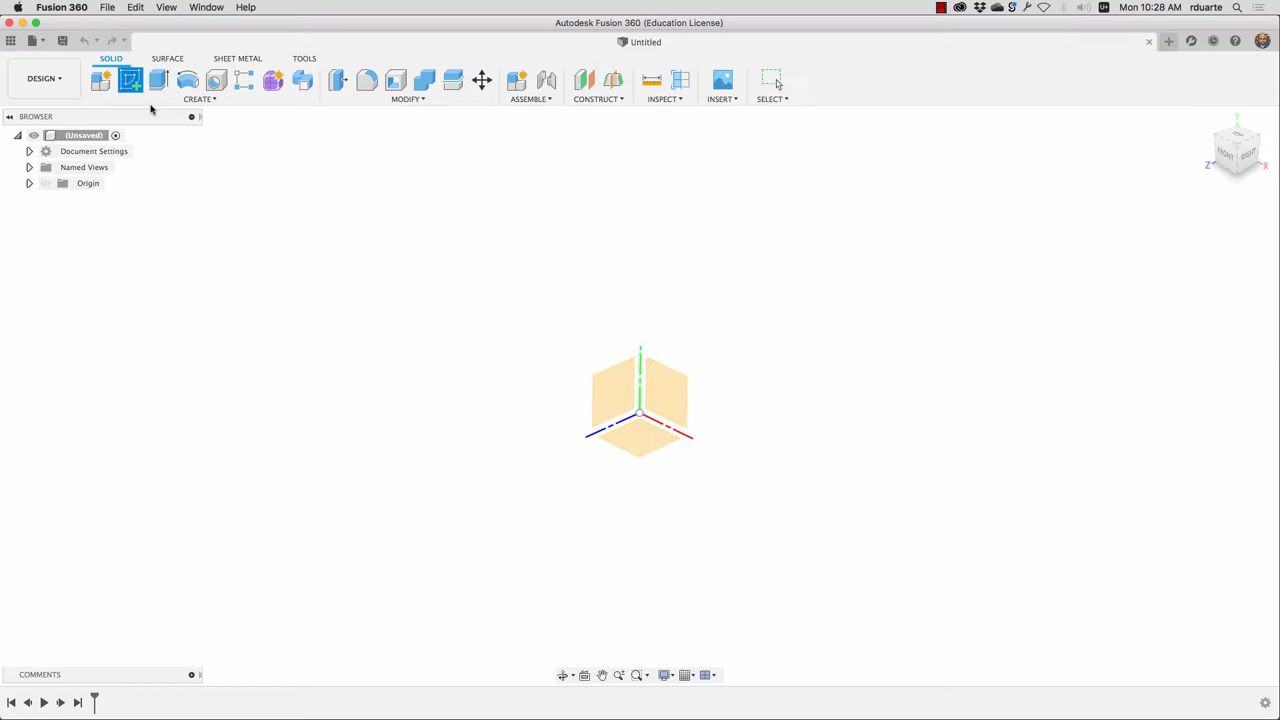 Fusion 360 File Edit View Window Help Mon 10:28 AM rduarte
Autodesk Fusion 360 (Education License)
Untitled
SOLID SURFACE SHEET METAL TOOLS
DESIGN
CREATE MODIFY ASSEMBLE CONSTRUCT INSPECT INSERT SELECT
BROWSER
(Unsaved)
Document Settings
Named Views
Origin
Y
FRONT RIGHT
Z X
COMMENTS